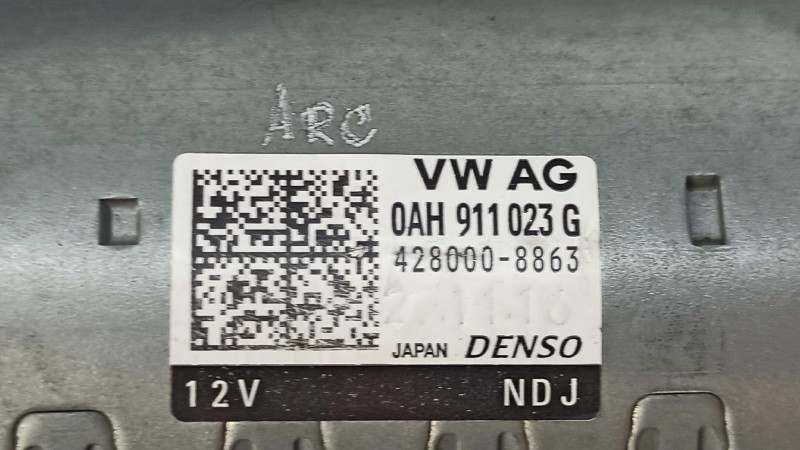 ARC
VW AG
0AH 911 023 G
428000-8863
JAPAN DENSO
12V NDJ